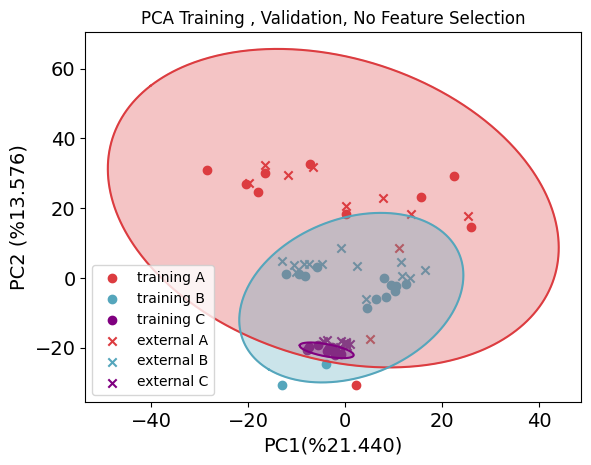 PCA Training , Validation, No Feature Selection
PC2 (%13.576)
60
40
20
0
−20
training A
training B
training C
external A
external B
external C
−40
−20
0
20
40
PC1(%21.440)